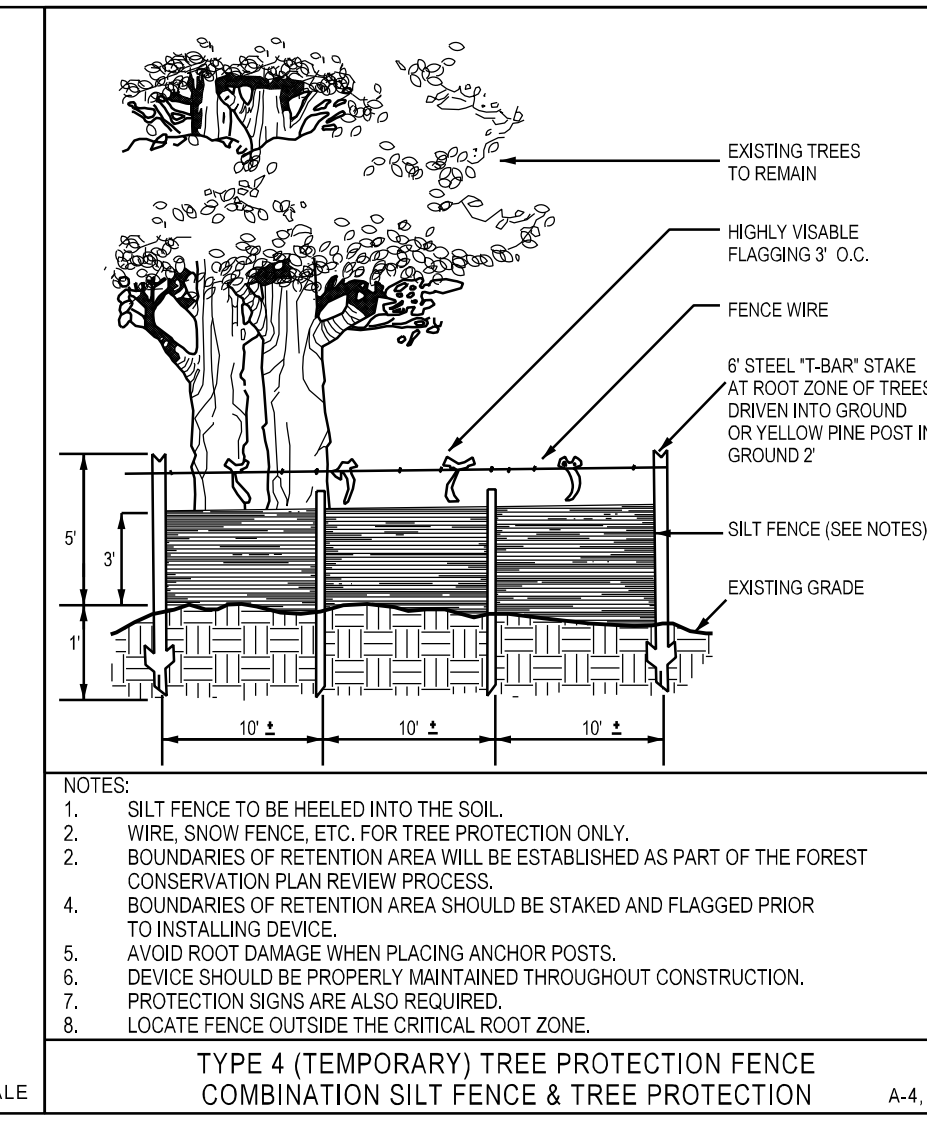 EXISTING TREES
TO REMAIN
HIGHLY VISABLE
FLAGGING 3' O.C.
FENCE WIRE
6' STEEL "T-BAR" STAKE
AT ROOT ZONE OF TREES
DRIVEN INTO GROUND
OR YELLOW PINE POST IN
GROUND 2'
5'
3'
SILT FENCE (SEE NOTES)
EXISTING GRADE
1'
10' ±
10' ±
10' ±
NOTES:
1. SILT FENCE TO BE HEELED INTO THE SOIL.
2. WIRE, SNOW FENCE, ETC. FOR TREE PROTECTION ONLY.
2. BOUNDARIES OF RETENTION AREA WILL BE ESTABLISHED AS PART OF THE FOREST
CONSERVATION PLAN REVIEW PROCESS.
4. BOUNDARIES OF RETENTION AREA SHOULD BE STAKED AND FLAGGED PRIOR
TO INSTALLING DEVICE.
5. AVOID ROOT DAMAGE WHEN PLACING ANCHOR POSTS.
6. DEVICE SHOULD BE PROPERLY MAINTAINED THROUGHOUT CONSTRUCTION.
7. PROTECTION SIGNS ARE ALSO REQUIRED.
8. LOCATE FENCE OUTSIDE THE CRITICAL ROOT ZONE.
TYPE 4 (TEMPORARY) TREE PROTECTION FENCE
COMBINATION SILT FENCE & TREE PROTECTION
A-4,